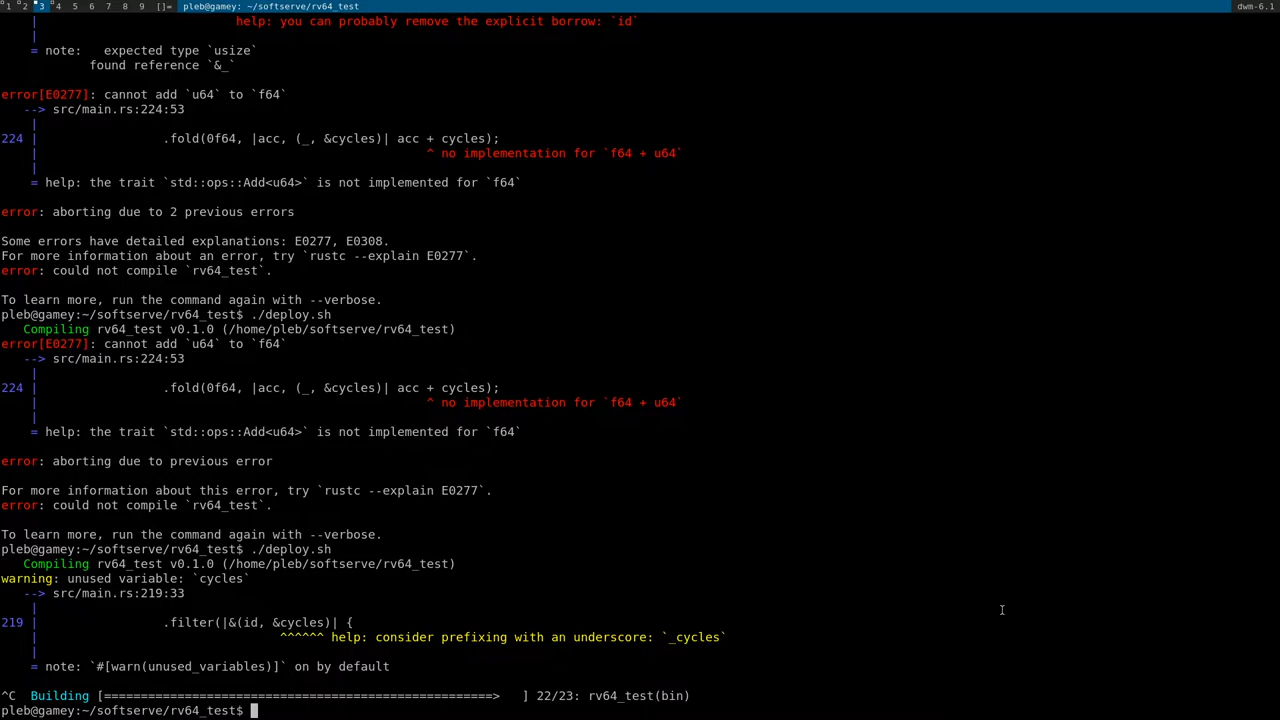 1 2 3 4 5 6 7 8 9 []= pleb@gamey: ~/softserve/rv64_test dwm-6.1
| help: you can probably remove the explicit borrow: `id`
|
= note: expected type `usize`
found reference `&_`
error[E0277]: cannot add `u64` to `f64`
--> src/main.rs:224:53
|
224 | .fold(0f64, |acc, (_, &cycles)| acc + cycles);
| ^ no implementation for `f64 + u64`
|
= help: the trait `std::ops::Add<u64>` is not implemented for `f64`
error: aborting due to 2 previous errors
Some errors have detailed explanations: E0277, E0308.
For more information about an error, try `rustc --explain E0277`.
error: could not compile `rv64_test`.
To learn more, run the command again with --verbose.
pleb@gamey:~/softserve/rv64_test$ ./deploy.sh
Compiling rv64_test v0.1.0 (/home/pleb/softserve/rv64_test)
error[E0277]: cannot add `u64` to `f64`
--> src/main.rs:224:53
|
224 | .fold(0f64, |acc, (_, &cycles)| acc + cycles);
| ^ no implementation for `f64 + u64`
|
= help: the trait `std::ops::Add<u64>` is not implemented for `f64`
error: aborting due to previous error
For more information about this error, try `rustc --explain E0277`.
error: could not compile `rv64_test`.
To learn more, run the command again with --verbose.
pleb@gamey:~/softserve/rv64_test$ ./deploy.sh
Compiling rv64_test v0.1.0 (/home/pleb/softserve/rv64_test)
warning: unused variable: `cycles`
--> src/main.rs:219:33
|
219 | .filter(|&(id, &cycles)| {
| ^^^^^^ help: consider prefixing with an underscore: `_cycles`
|
= note: `#[warn(unused_variables)]` on by default
^C Building [=====================================================> ] 22/23: rv64_test(bin)
pleb@gamey:~/softserve/rv64_test$